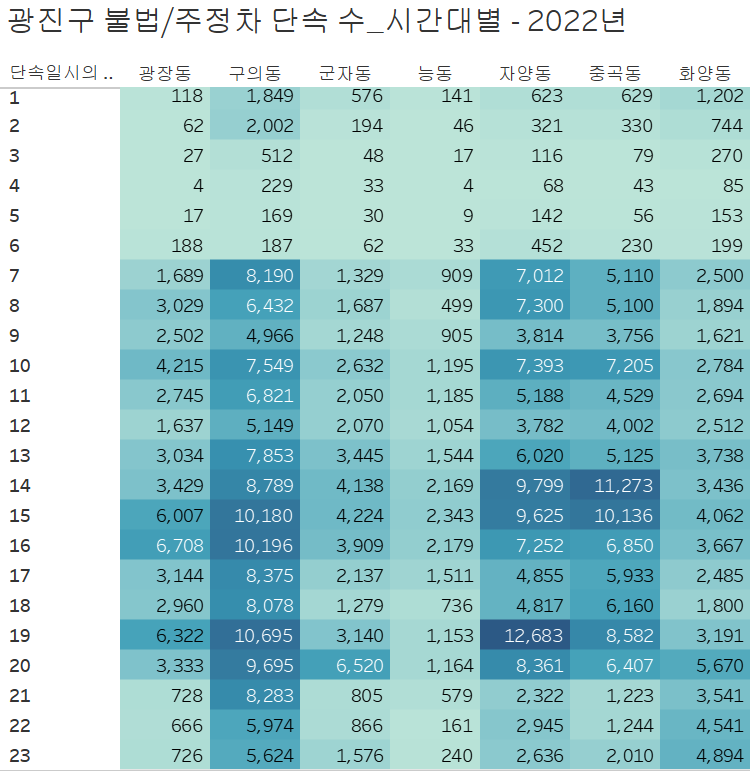 광진구 불법/주정차 단속 수_시간대별 - 2022년
단속일시의 .. 광장동 구의동 군자동 능동 자양동 중곡동 화양동
1 118 1,849 576 141 623 629 1,202
2 62 2,002 194 46 321 330 744
3 27 512 48 17 116 79 270
4 4 229 33 4 68 43 85
5 17 169 30 9 142 56 153
6 188 187 62 33 452 230 199
7 1,689 8,190 1,329 909 7,012 5,110 2,500
8 3,029 6,432 1,687 499 7,300 5,100 1,894
9 2,502 4,966 1,248 905 3,814 3,756 1,621
10 4,215 7,549 2,632 1,195 7,393 7,205 2,784
11 2,745 6,821 2,050 1,185 5,188 4,529 2,694
12 1,637 5,149 2,070 1,054 3,782 4,002 2,512
13 3,034 7,853 3,445 1,544 6,020 5,125 3,738
14 3,429 8,789 4,138 2,169 9,799 11,273 3,436
15 6,007 10,180 4,224 2,343 9,625 10,136 4,062
16 6,708 10,196 3,909 2,179 7,252 6,850 3,667
17 3,144 8,375 2,137 1,511 4,855 5,933 2,485
18 2,960 8,078 1,279 736 4,817 6,160 1,800
19 6,322 10,695 3,140 1,153 12,683 8,582 3,191
20 3,333 9,695 6,520 1,164 8,361 6,407 5,670
21 728 8,283 805 579 2,322 1,223 3,541
22 666 5,974 866 161 2,945 1,244 4,541
23 726 5,624 1,576 240 2,636 2,010 4,894